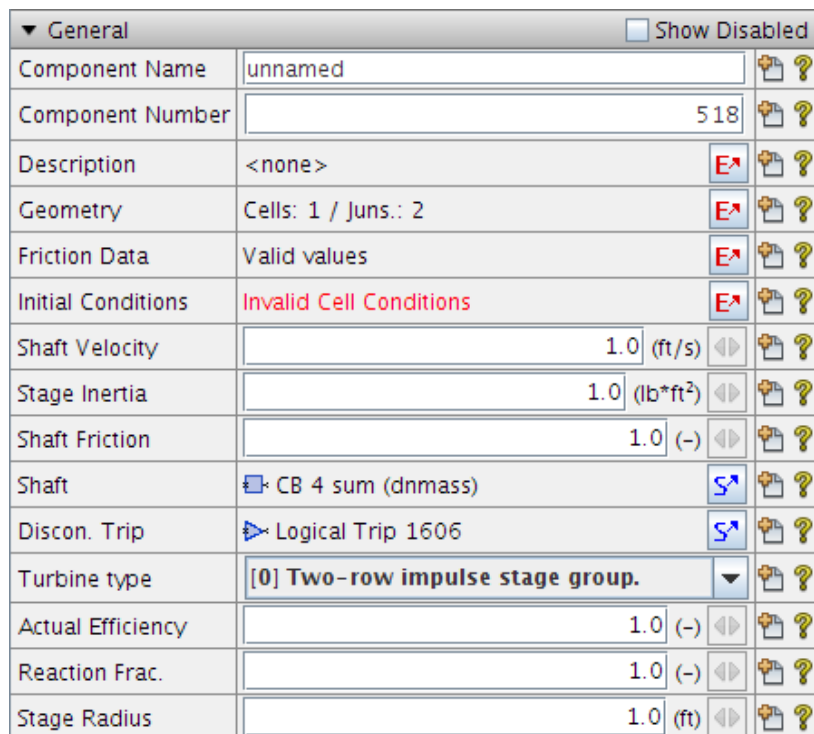 ▼ General Show Disabled
Component Name unnamed
Component Number 518
Description <none> E
Geometry Cells: 1 / Juns.: 2 E
Friction Data Valid values E
Initial Conditions Invalid Cell Conditions E
Shaft Velocity 1.0 (ft/s)
Stage Inertia 1.0 (lb*ft²)
Shaft Friction 1.0 (-)
Shaft CB 4 sum (dnmass) S
Discon. Trip Logical Trip 1606 S
Turbine type [0] Two-row impulse stage group.
Actual Efficiency 1.0 (-)
Reaction Frac. 1.0 (-)
Stage Radius 1.0 (ft)